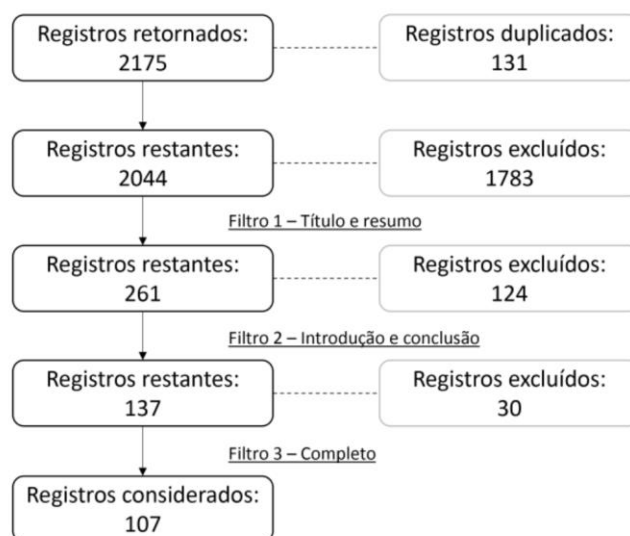 Registros retornados:
2175
Registros duplicados:
131
Registros restantes:
2044
Registros excluídos:
1783
Filtro 1 – Título e resumo
Registros restantes:
261
Registros excluídos:
124
Filtro 2 – Introdução e conclusão
Registros restantes:
137
Registros excluídos:
30
Filtro 3 – Completo
Registros considerados:
107